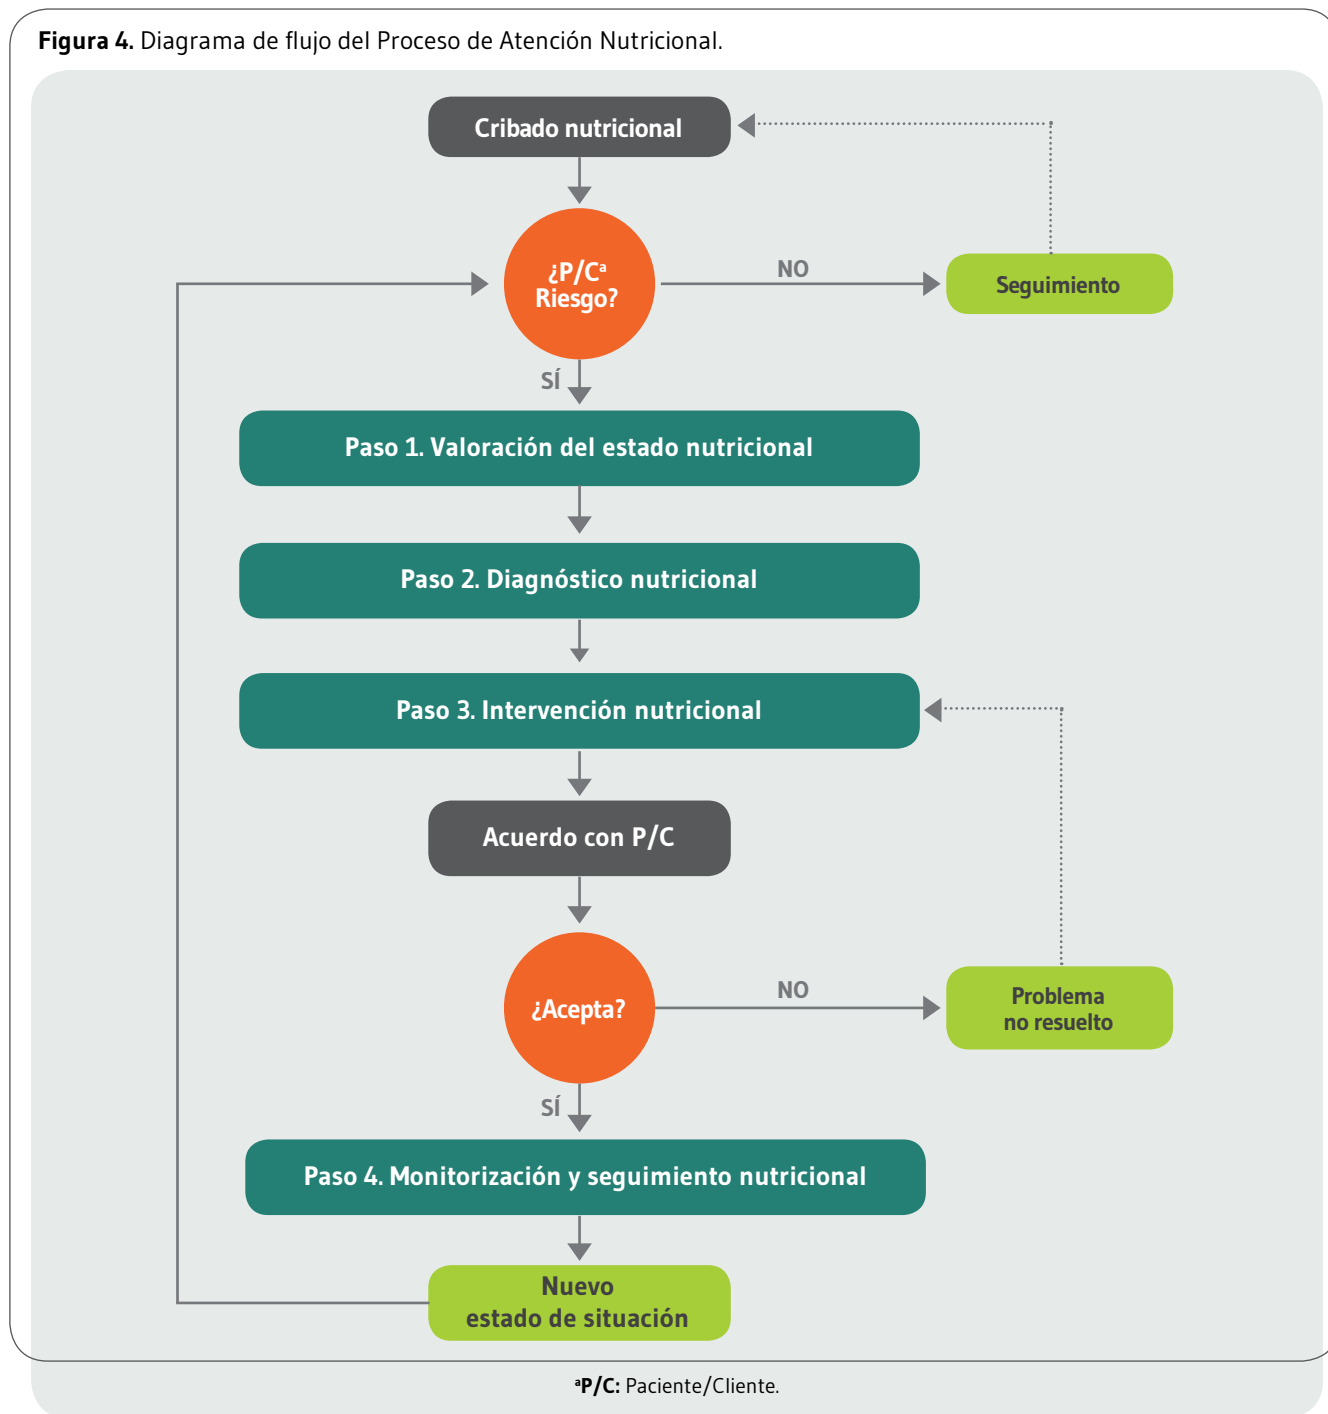 Figura 4. Diagrama de flujo del Proceso de Atención Nutricional.
Cribado nutricional
¿P/Cª
Riesgo?
NO
Seguimiento
SÍ
Paso 1. Valoración del estado nutricional
Paso 2. Diagnóstico nutricional
Paso 3. Intervención nutricional
Acuerdo con P/C
¿Acepta?
NO
Problema
no resuelto
SÍ
Paso 4. Monitorización y seguimiento nutricional
Nuevo
estado de situación
ªP/C: Paciente/Cliente.